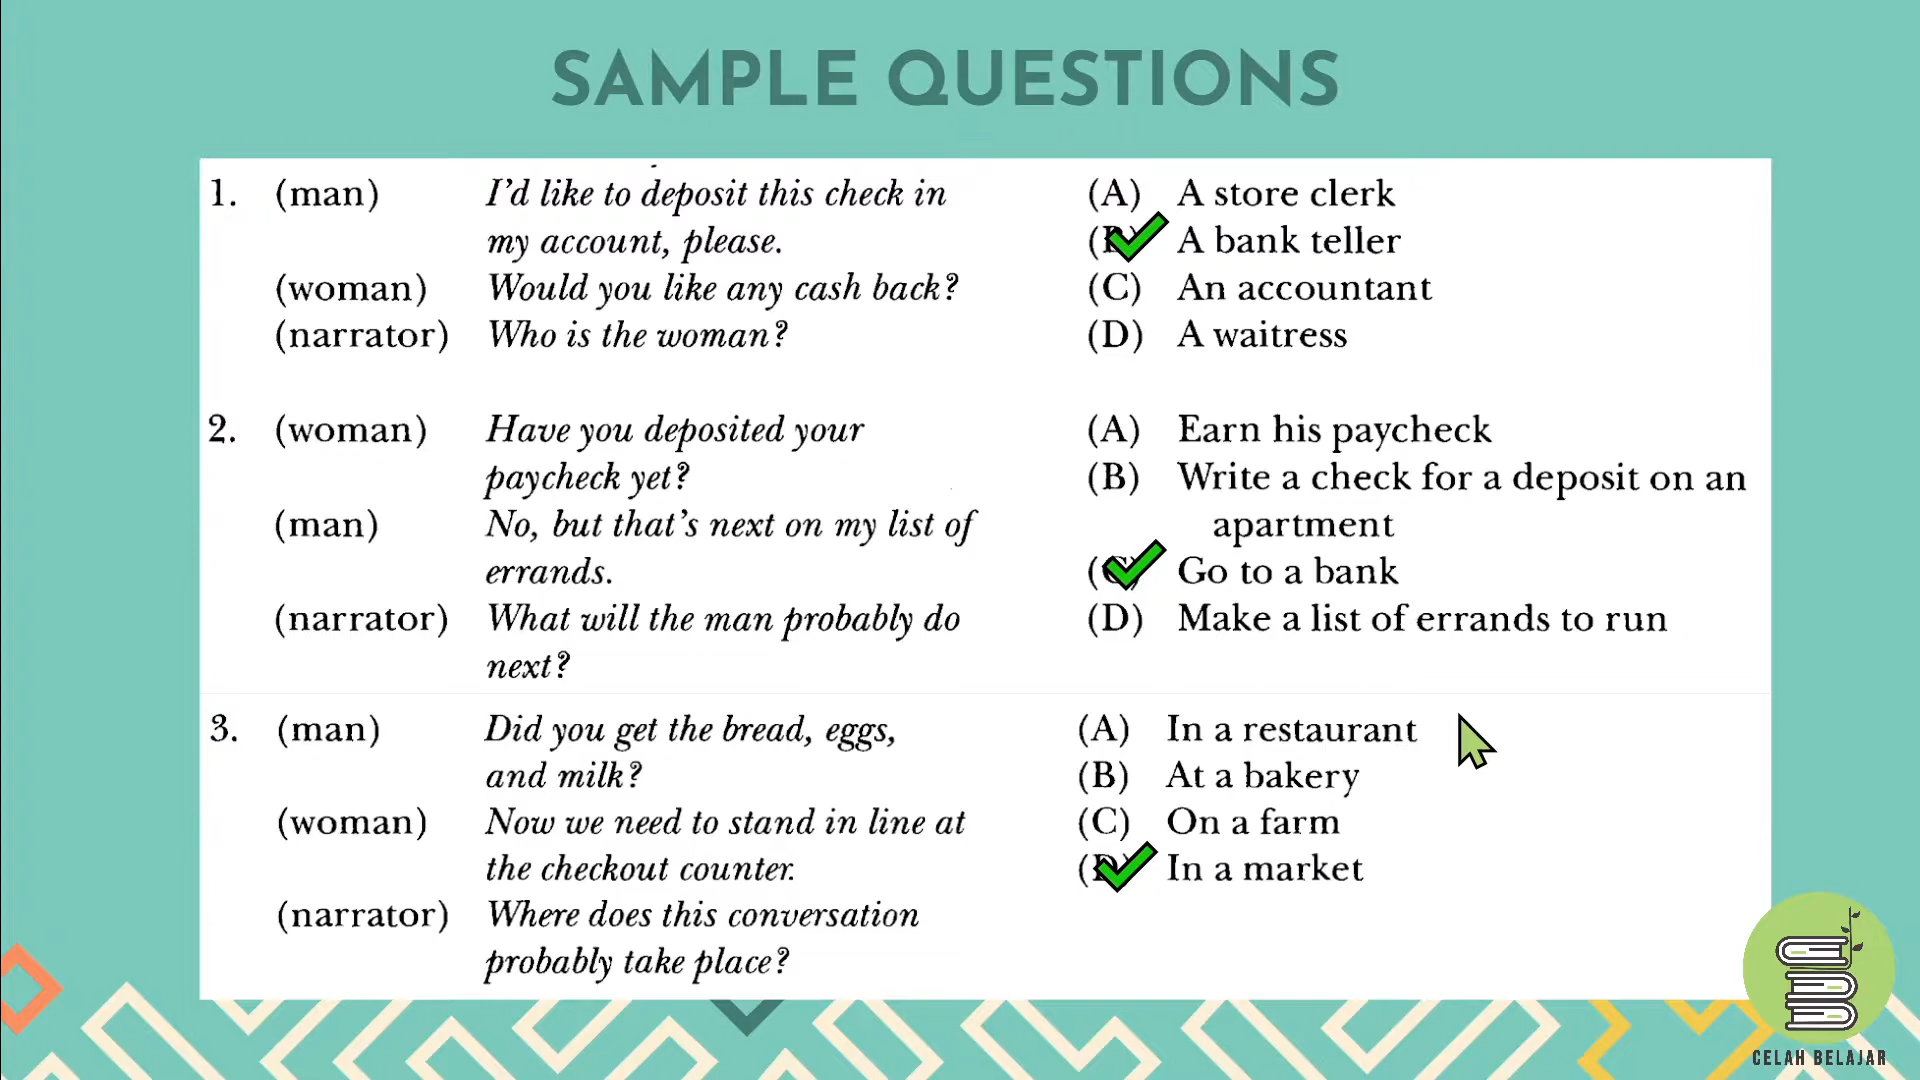 SAMPLE QUESTIONS
1. (man) I'd like to deposit this check in
my account, please.
(woman) Would you like any cash back?
(narrator) Who is the woman?
(A) A store clerk
(B) A bank teller
(C) An accountant
(D) A waitress
2. (woman) Have you deposited your
paycheck yet?
(man) No, but that's next on my list of
errands.
(narrator) What will the man probably do
next?
(A) Earn his paycheck
(B) Write a check for a deposit on an
apartment
(C) Go to a bank
(D) Make a list of errands to run
3. (man) Did you get the bread, eggs,
and milk?
(woman) Now we need to stand in line at
the checkout counter.
(narrator) Where does this conversation
probably take place?
(A) In a restaurant
(B) At a bakery
(C) On a farm
(D) In a market
CELAH BELAJAR